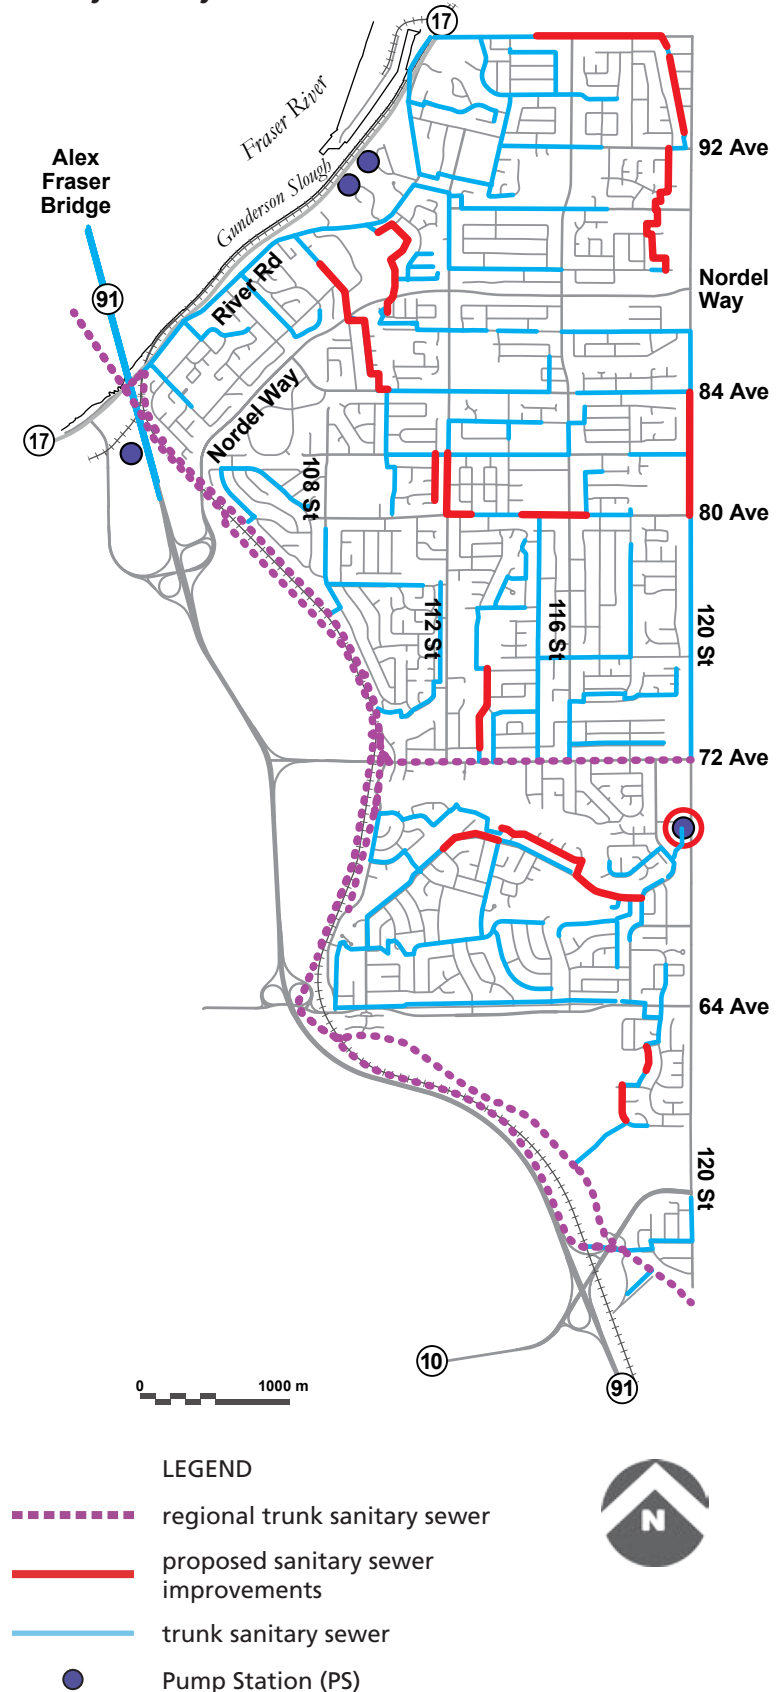 17
Fraser River
92 Ave
Alex
Fraser
Bridge
Gunderson Slough
River Rd
91
Nordel
Way
84 Ave
Nordel Way
17
108 St
80 Ave
112 St
116 St
120 St
72 Ave
64 Ave
120 St
10
91
0 1000 m
LEGEND
regional trunk sanitary sewer
proposed sanitary sewer
improvements
trunk sanitary sewer
Pump Station (PS)
N